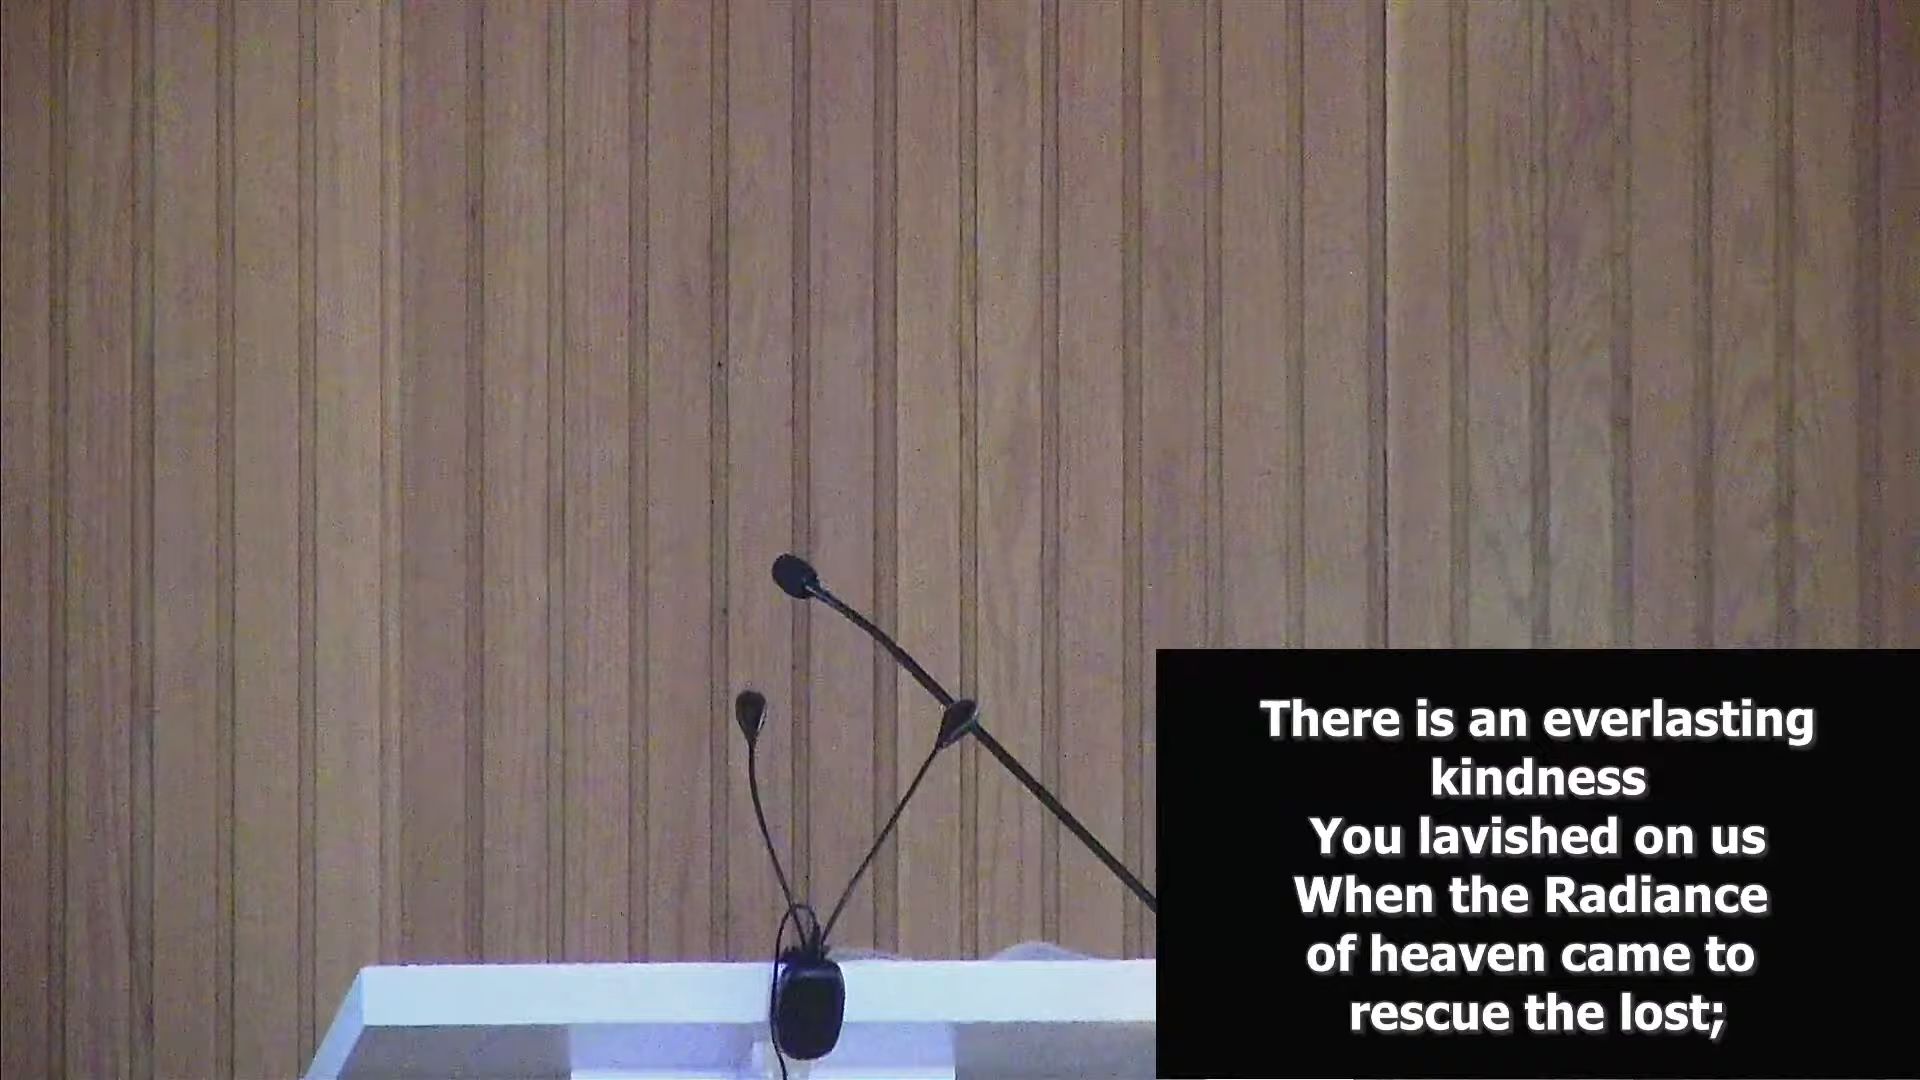 There is an everlasting
kindness
You lavished on us
When the Radiance
of heaven came to
rescue the lost;